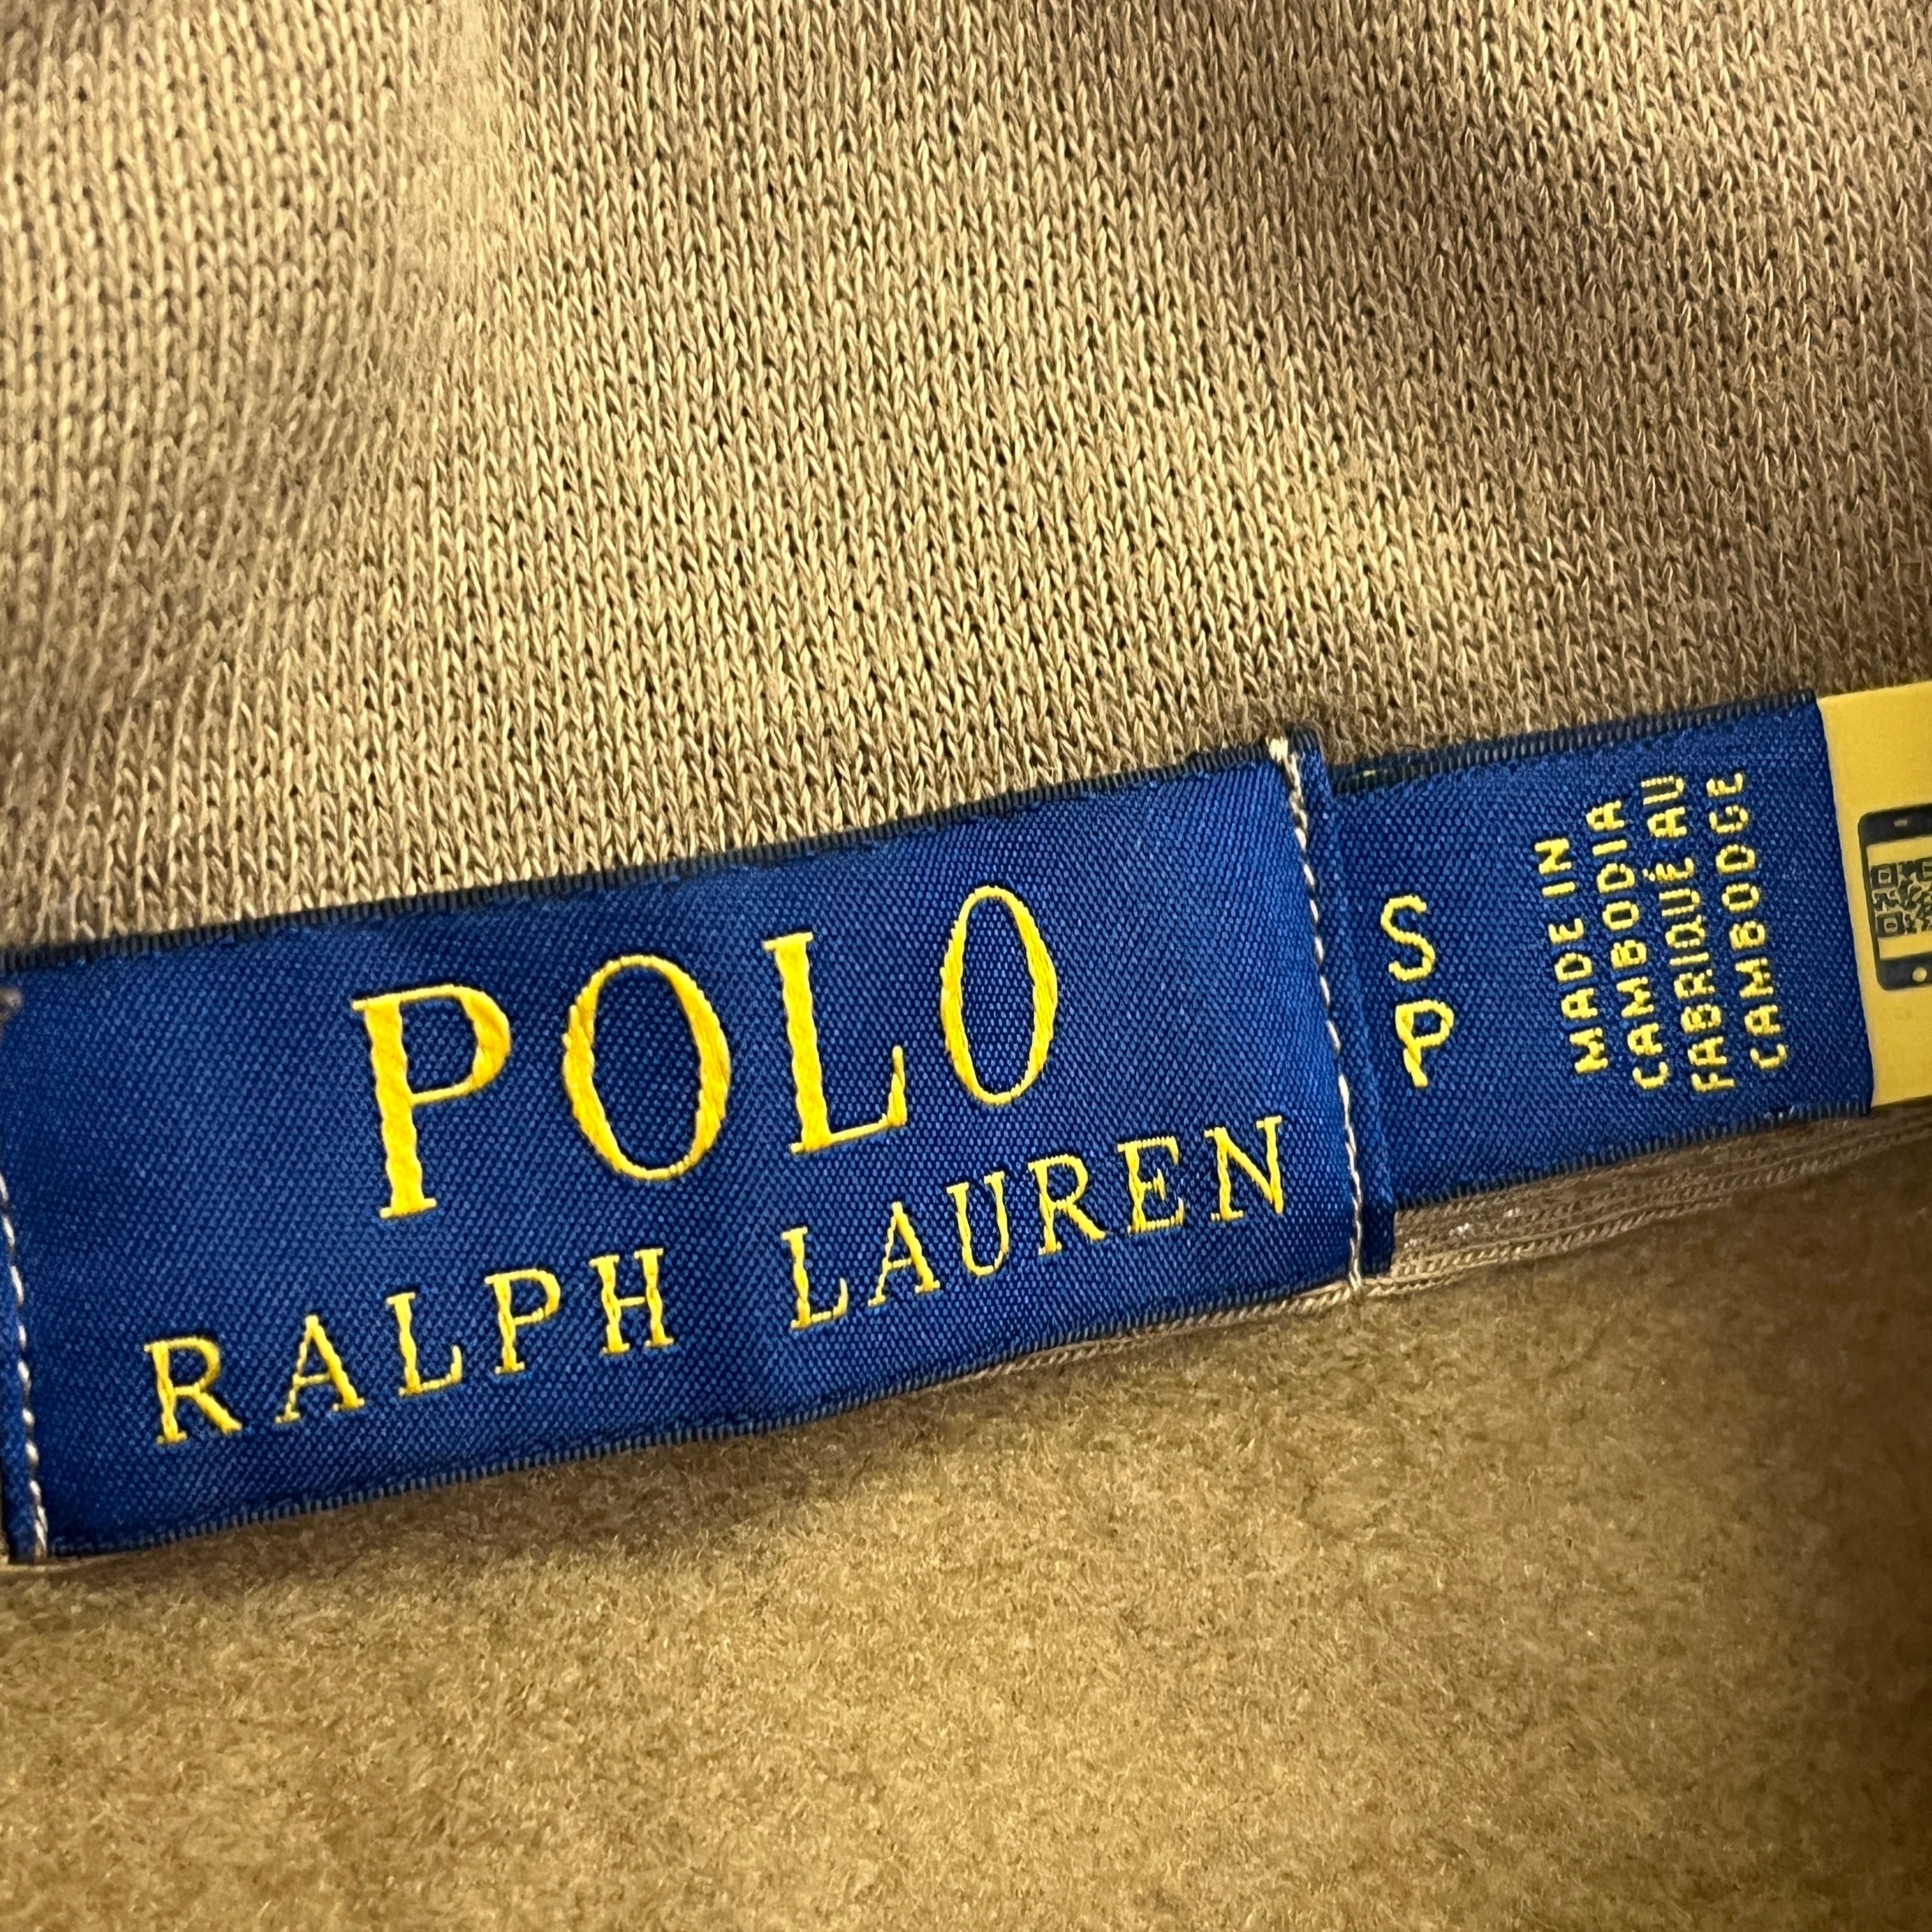 POLO
RALPH LAUREN
S
P
MADE IN
CAMBODIA
FABRIQUÉ AU
CAMBODGE